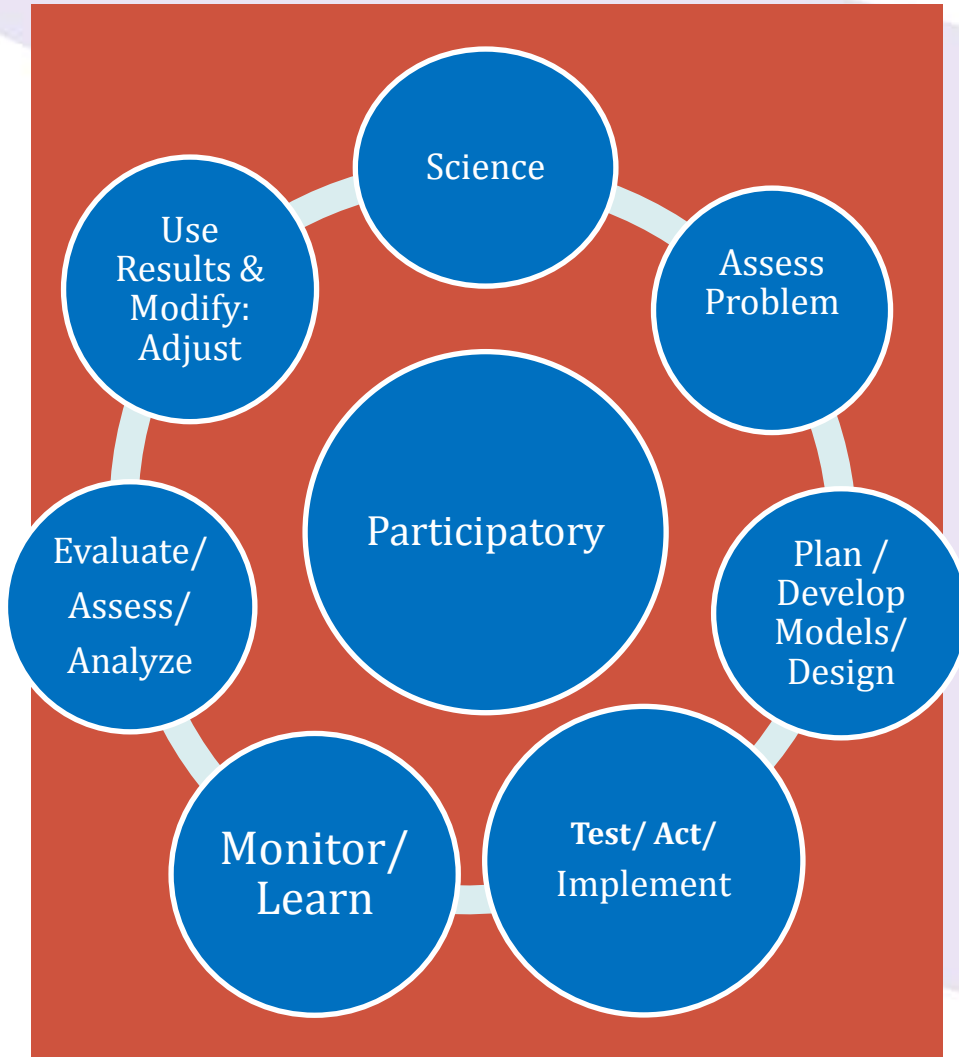 Science
Assess
Problem
Plan /
Develop
Models/
Design
Test/ Act/
Implement
Monitor/
Learn
Evaluate/
Assess/
Analyze
Use
Results &
Modify:
Adjust
Participatory